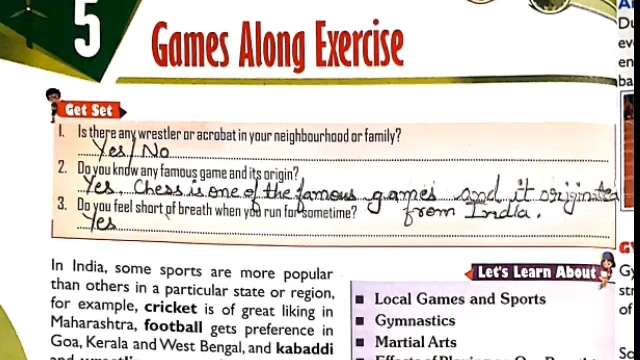 5
Games Along Exercise
Get Set
1. Is there any wrestler or acrobat in your neighbourhood or family?
Yes/No
2. Do you know any famous game and its origin?
Yes, Chess is one of the famous games and it originated
from India.
3. Do you feel short of breath when you run for sometime?
Yes
In India, some sports are more popular
than others in a particular state or region,
for example, cricket is of great liking in
Maharashtra, football gets preference in
Goa, Kerala and West Bengal, and kabaddi
Let's Learn About
Local Games and Sports
Gymnastics
Martial Arts